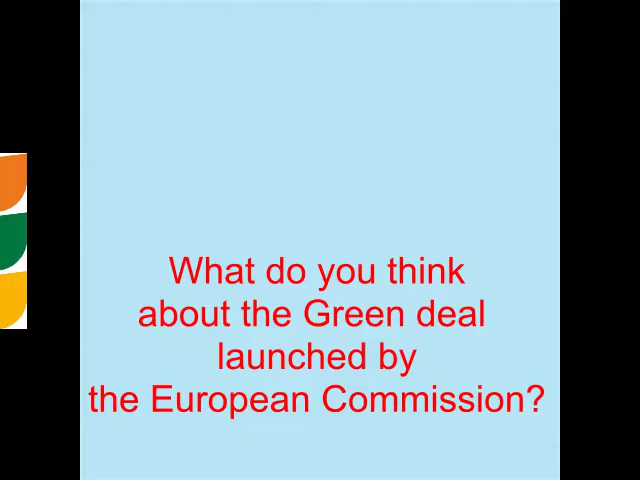 What do you think
about the Green deal
launched by
the European Commission?